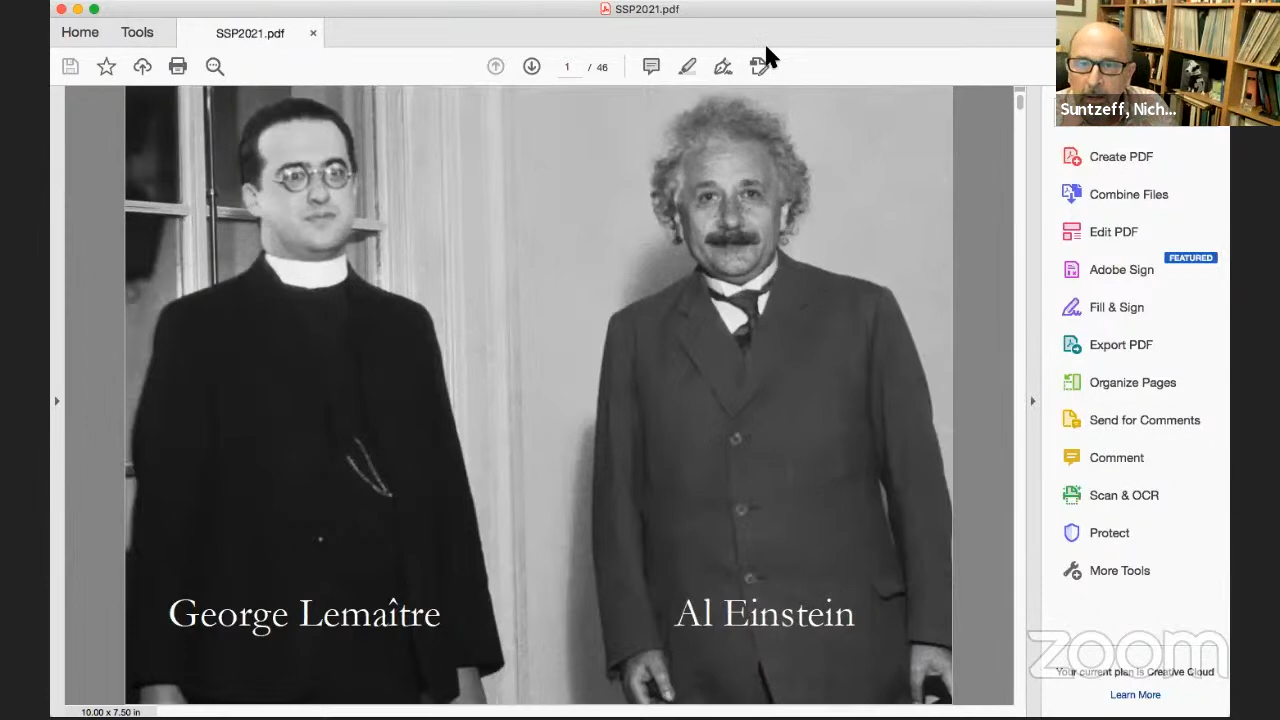 SSP2021.pdf
Home
Tools
SSP2021.pdf
×
1 / 46
Suntzeff, Nich...
Create PDF
Combine Files
Edit PDF
FEATURED
Adobe Sign
Fill & Sign
Export PDF
Organize Pages
Send for Comments
Comment
Scan & OCR
Protect
More Tools
George Lemaître
Al Einstein
zoom
Your current plan is Creative Cloud
Learn More
10.00 x 7.50 in